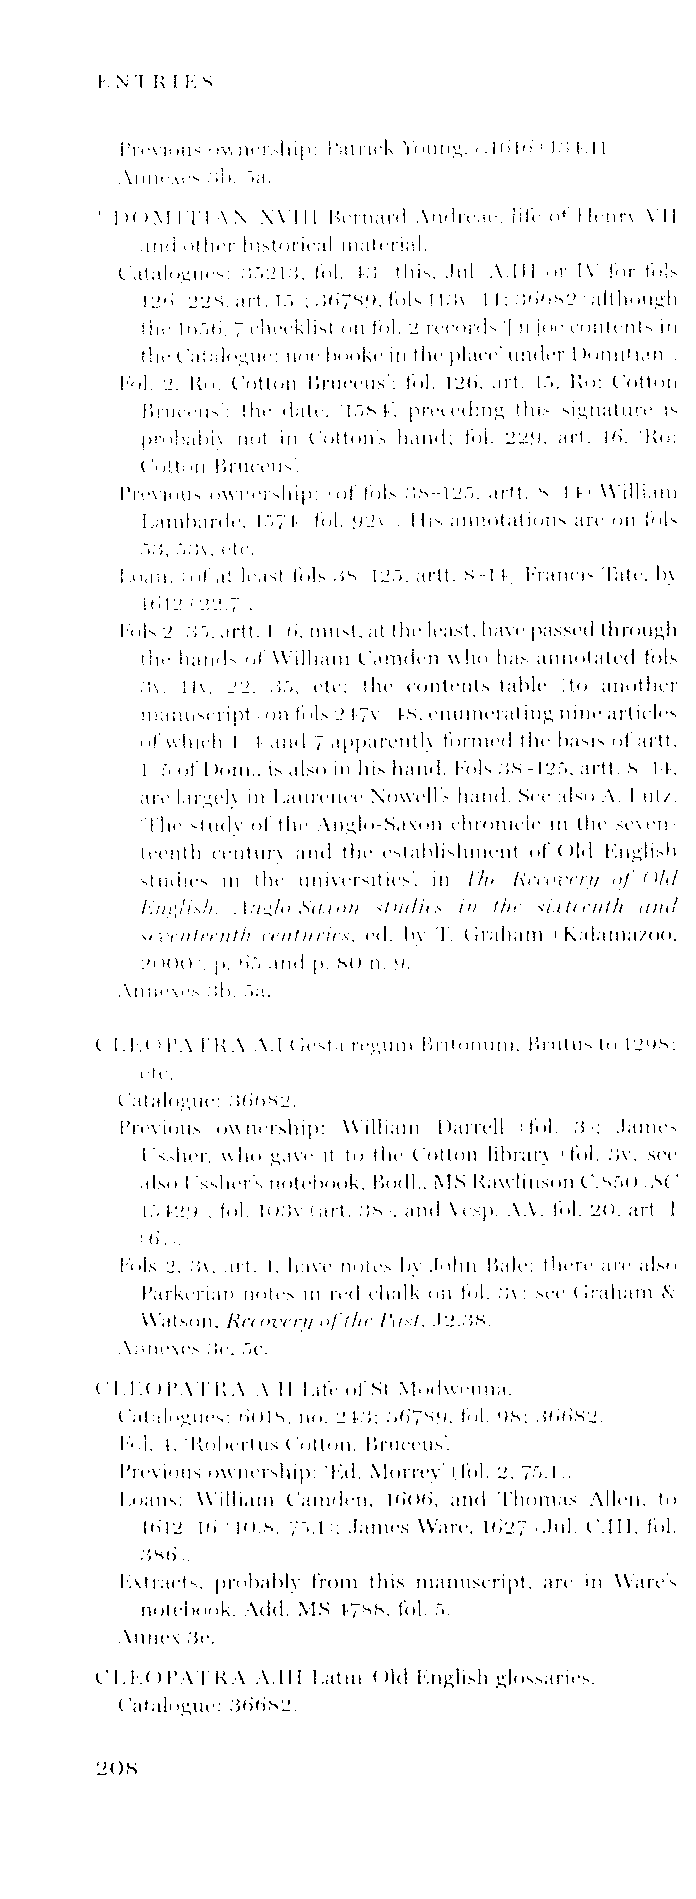 ENTRIES
Previous ownership: Patrick Young, c.1616 (134.1).
Annexes 3b, 5a.
DOMITIAN XVIII Bernard Andreae, life of Henry VII
and other historical material.
Catalogues: 35213, fol. 43 (this, Jul. A.III or IV for fols
126–228, art. 15); 36789, fols 113v–14; 36682 (although
the 1656/7 checklist on fol. 2 records 'Inioe contents in
the Catalogue: noe booke in the place' under Domitian).
Fol. 2, 'Ro. Cotton Bruceus'; fol. 126, art. 15, 'Ro: Cotton
Bruceus': the date, '1584', preceding this signature is
probably not in Cotton's hand; fol. 229, art. 16, 'Ro:
Cotton Bruceus'.
Previous ownership: (of fols 38–125, artt. 8–14) William
Lambarde, 1574 (fol. 92v). His annotations are on fols
53, 53v, etc.
Loan: (of at least fols 38–125, artt. 8–14) Francis Tate, by
1612 (22.7).
Fols 2–35, artt. 1–6, must, at the least, have passed through
the hands of William Camden who has annotated fols
3v, 11v, 22, 35, etc; the contents-table (to another
manuscript) on fols 247v–48, enumerating nine articles
of which 1–4 and 7 apparently formed the basis of artt.
1–5 of Dom., is also in his hand. Fols 38–125, artt. 8–14,
are largely in Laurence Nowell's hand. See also A. Lutz,
'The study of the Anglo-Saxon chronicle in the seven-
teenth century and the establishment of Old English
studies in the universities', in The Recovery of Old
English. Anglo-Saxon studies in the sixteenth and
seventeenth centuries, ed. by T. Graham (Kalamazoo,
2000), p. 65 and p. 80 n. 9.
Annexes 3b, 5a.
CLEOPATRA A.I Gesta regum Britonum, Brutus to 1298;
etc.
Catalogue: 36682.
Previous ownership: William Darrell (fol. 3); James
Ussher, who gave it to the Cotton library (fol. 3v, see
also Ussher's notebook, Bodl., MS Rawlinson C.850 (SC
15429), fol. 103v (art. 38), and Vesp. A.V, fol. 20, art. 1
(6)).
Fols 2, 3v, art. 1, have notes by John Bale; there are also
Parkerian notes in red chalk on fol. 3v: see Graham &
Watson, Recovery of the Past, J2.38.
Annexes 3e, 5c.
CLEOPATRA A.II Life of St Modwenna.
Catalogues: 6018, no. 243; 36789, fol. 98; 36682.
Fol. 4, 'Robertus Cotton, Bruceus'.
Previous ownership: 'Ed. Morrey' (fol. 2, 75.1).
Loans: William Camden, 1606, and Thomas Allen, to
1612–16 (10.8, 75.1); James Ware, 1627 (Jul. C.III, fol.
386).
Extracts, probably from this manuscript, are in Ware's
notebook, Add. MS 4788, fol. 5.
Annex 3e.
CLEOPATRA A.III Latin–Old English glossaries.
Catalogue: 36682.
208